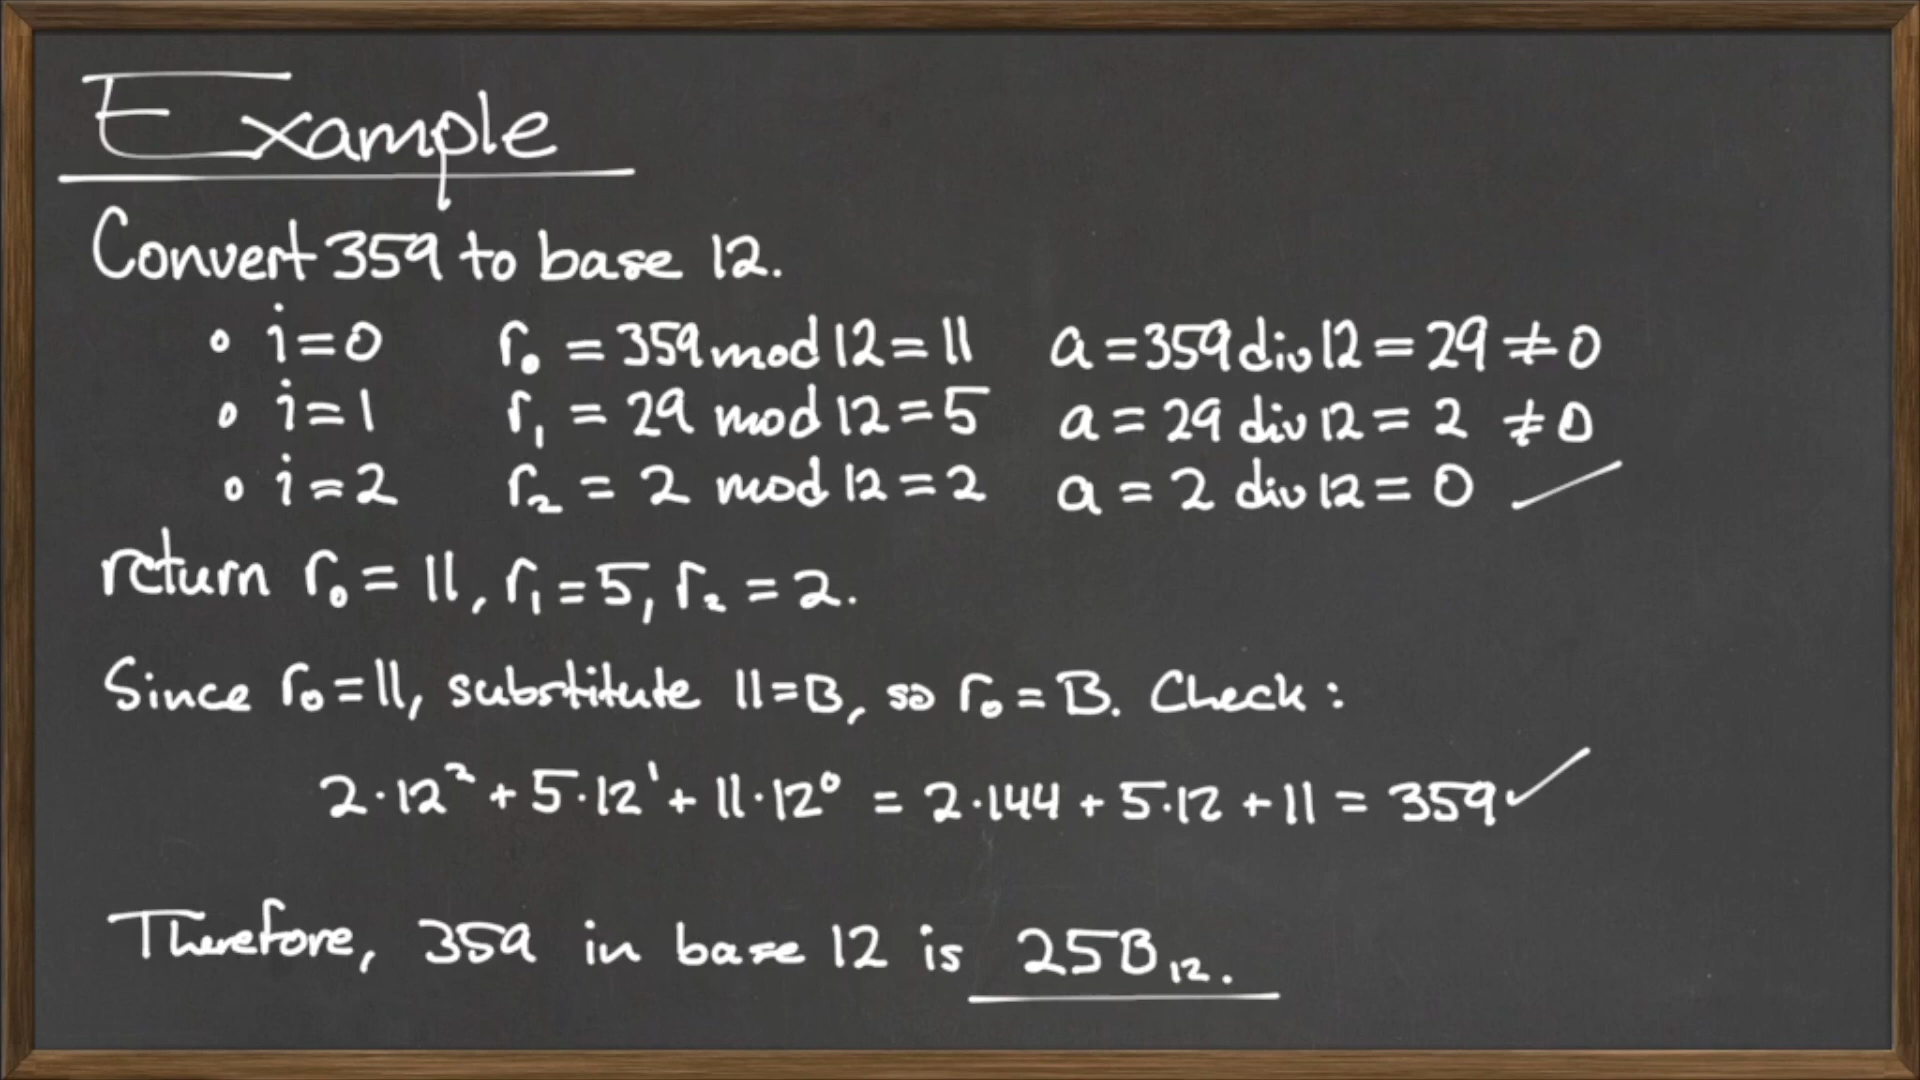 Example
Convert 359 to base 12.
∘ i=0 r₀ = 359 mod 12 = 11 a = 359 div 12 = 29 ≠ 0
∘ i=1 r₁ = 29 mod 12 = 5 a = 29 div 12 = 2 ≠ 0
∘ i=2 r₂ = 2 mod 12 = 2 a = 2 div 12 = 0 ✓
return r₀ = 11, r₁ = 5, r₂ = 2.
Since r₀ = 11, substitute 11 = B, so r₀ = B. Check:
2·12² + 5·12¹ + 11·12⁰ = 2·144 + 5·12 + 11 = 359 ✓
Therefore, 359 in base 12 is 25B₁₂.